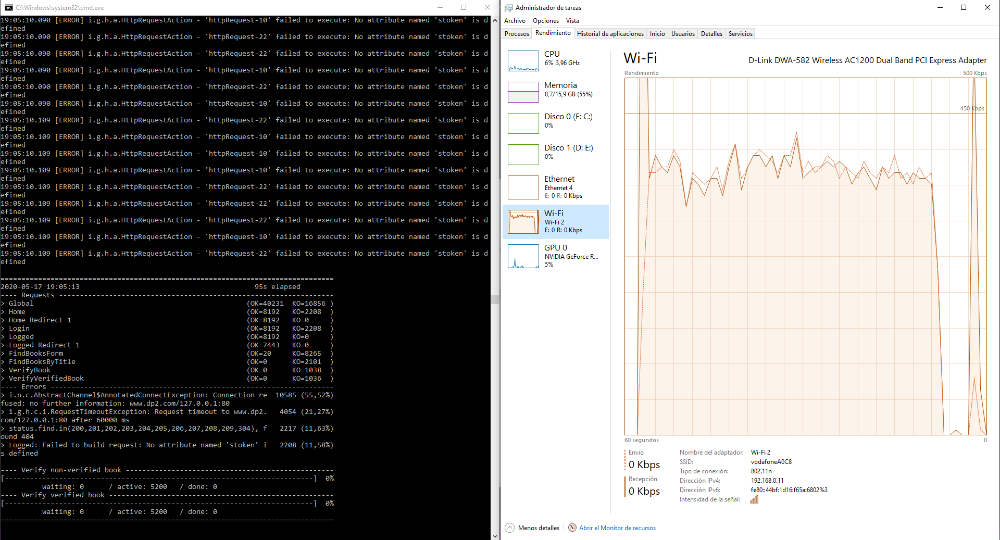 C:\Windows\system32\cmd.exe
19:05:10.090 [ERROR] i.g.h.a.HttpRequestAction - 'httpRequest-10' failed to execute: No attribute named 'stoken' is d
efined
19:05:10.090 [ERROR] i.g.h.a.HttpRequestAction - 'httpRequest-22' failed to execute: No attribute named 'stoken' is d
efined
19:05:10.090 [ERROR] i.g.h.a.HttpRequestAction - 'httpRequest-22' failed to execute: No attribute named 'stoken' is d
efined
19:05:10.090 [ERROR] i.g.h.a.HttpRequestAction - 'httpRequest-10' failed to execute: No attribute named 'stoken' is d
efined
19:05:10.090 [ERROR] i.g.h.a.HttpRequestAction - 'httpRequest-22' failed to execute: No attribute named 'stoken' is d
efined
19:05:10.090 [ERROR] i.g.h.a.HttpRequestAction - 'httpRequest-10' failed to execute: No attribute named 'stoken' is d
efined
19:05:10.109 [ERROR] i.g.h.a.HttpRequestAction - 'httpRequest-22' failed to execute: No attribute named 'stoken' is d
efined
19:05:10.109 [ERROR] i.g.h.a.HttpRequestAction - 'httpRequest-10' failed to execute: No attribute named 'stoken' is d
efined
19:05:10.109 [ERROR] i.g.h.a.HttpRequestAction - 'httpRequest-10' failed to execute: No attribute named 'stoken' is d
efined
19:05:10.109 [ERROR] i.g.h.a.HttpRequestAction - 'httpRequest-10' failed to execute: No attribute named 'stoken' is d
efined
19:05:10.109 [ERROR] i.g.h.a.HttpRequestAction - 'httpRequest-22' failed to execute: No attribute named 'stoken' is d
efined
19:05:10.109 [ERROR] i.g.h.a.HttpRequestAction - 'httpRequest-22' failed to execute: No attribute named 'stoken' is d
efined
19:05:10.109 [ERROR] i.g.h.a.HttpRequestAction - 'httpRequest-22' failed to execute: No attribute named 'stoken' is d
efined
19:05:10.109 [ERROR] i.g.h.a.HttpRequestAction - 'httpRequest-10' failed to execute: No attribute named 'stoken' is d
efined
19:05:10.109 [ERROR] i.g.h.a.HttpRequestAction - 'httpRequest-22' failed to execute: No attribute named 'stoken' is d
efined
================================================================================
2020-05-17 19:05:13 95s elapsed
---- Requests ------------------------------------------------------------------
> Global (OK=40231 KO=16856 )
> Home (OK=8192 KO=2208 )
> Home Redirect 1 (OK=8192 KO=0 )
> Login (OK=8192 KO=2208 )
> Logged (OK=8192 KO=0 )
> Logged Redirect 1 (OK=7443 KO=0 )
> FindBooksForm (OK=20 KO=8265 )
> FindBooksByTitle (OK=0 KO=2101 )
> VerifyBook (OK=0 KO=1038 )
> VerifyVerifiedBook (OK=0 KO=1036 )
---- Errors --------------------------------------------------------------------
> i.n.c.AbstractChannel$AnnotatedConnectException: Connection re 10585 (55,52%)
fused: no further information: www.dp2.com/127.0.0.1:80
> i.g.h.c.i.RequestTimeoutException: Request timeout to www.dp2. 4054 (21,27%)
com/127.0.0.1:80 after 60000 ms
> status.find.in(200,201,202,203,204,205,206,207,208,209,304), f 2217 (11,63%)
ound 404
> Logged: Failed to build request: No attribute named 'stoken' i 2208 (11,58%)
s defined
---- Verify non-verified book --------------------------------------------------
[--------------------------------------------------------------------------] 0%
waiting: 0 / active: 5200 / done: 0
---- Verify verified book ------------------------------------------------------
[--------------------------------------------------------------------------] 0%
waiting: 0 / active: 5200 / done: 0
================================================================================
Administrador de tareas
Archivo Opciones Vista
Procesos Rendimiento Historial de aplicaciones Inicio Usuarios Detalles Servicios
CPU
6% 3,96 GHz
Memoria
8,7/15,9 GB (55%)
Disco 0 (F: C:)
0%
Disco 1 (D: E:)
0%
Ethernet
Ethernet 4
E: 0 R: 0 Kbps
Wi-Fi
Wi-Fi 2
E: 0 R: 0 Kbps
GPU 0
NVIDIA GeForce R...
5%
Wi-Fi
D-Link DWA-582 Wireless AC1200 Dual Band PCI Express Adapter
Rendimiento 500 Kbps
450 Kbps
60 segundos 0
Envío
0 Kbps
Recepción
0 Kbps
Nombre del adaptador: Wi-Fi 2
SSID: vodafoneA0C8
Tipo de conexión: 802.11n
Dirección IPv4: 192.168.0.11
Dirección IPv6: fe80::44bf:1d16:f65a:6802%3
Intensidad de la señal:
Menos detalles
Abrir el Monitor de recursos